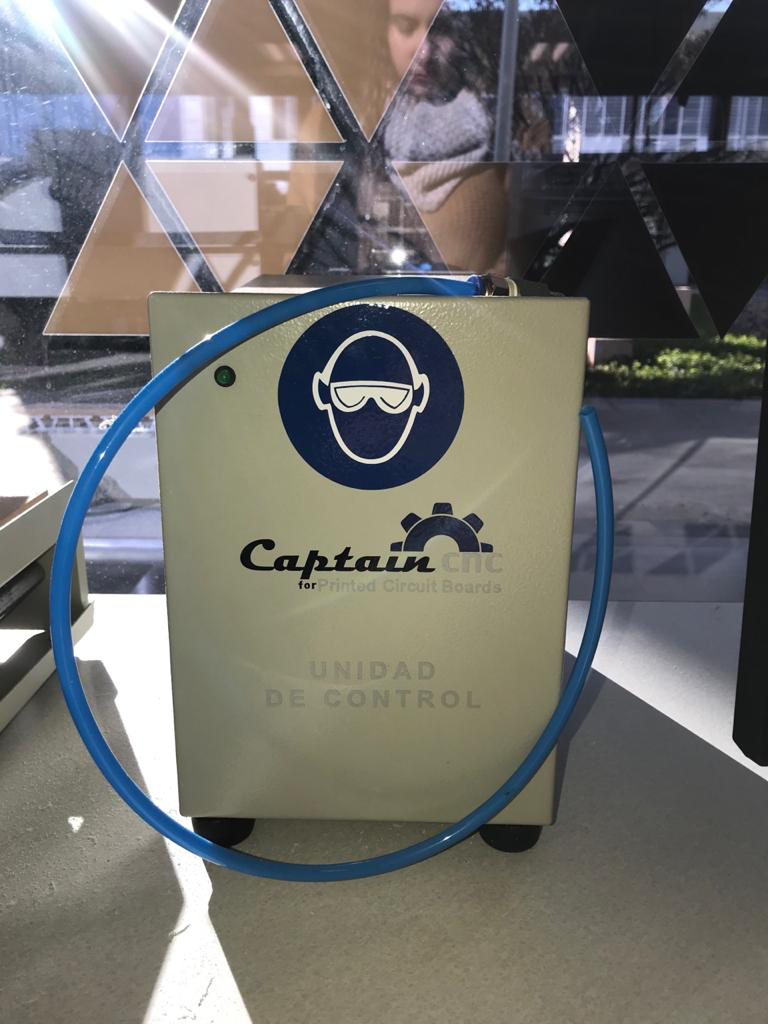 Captain cnc
for Printed Circuit Boards
UNIDAD
DE CONTROL